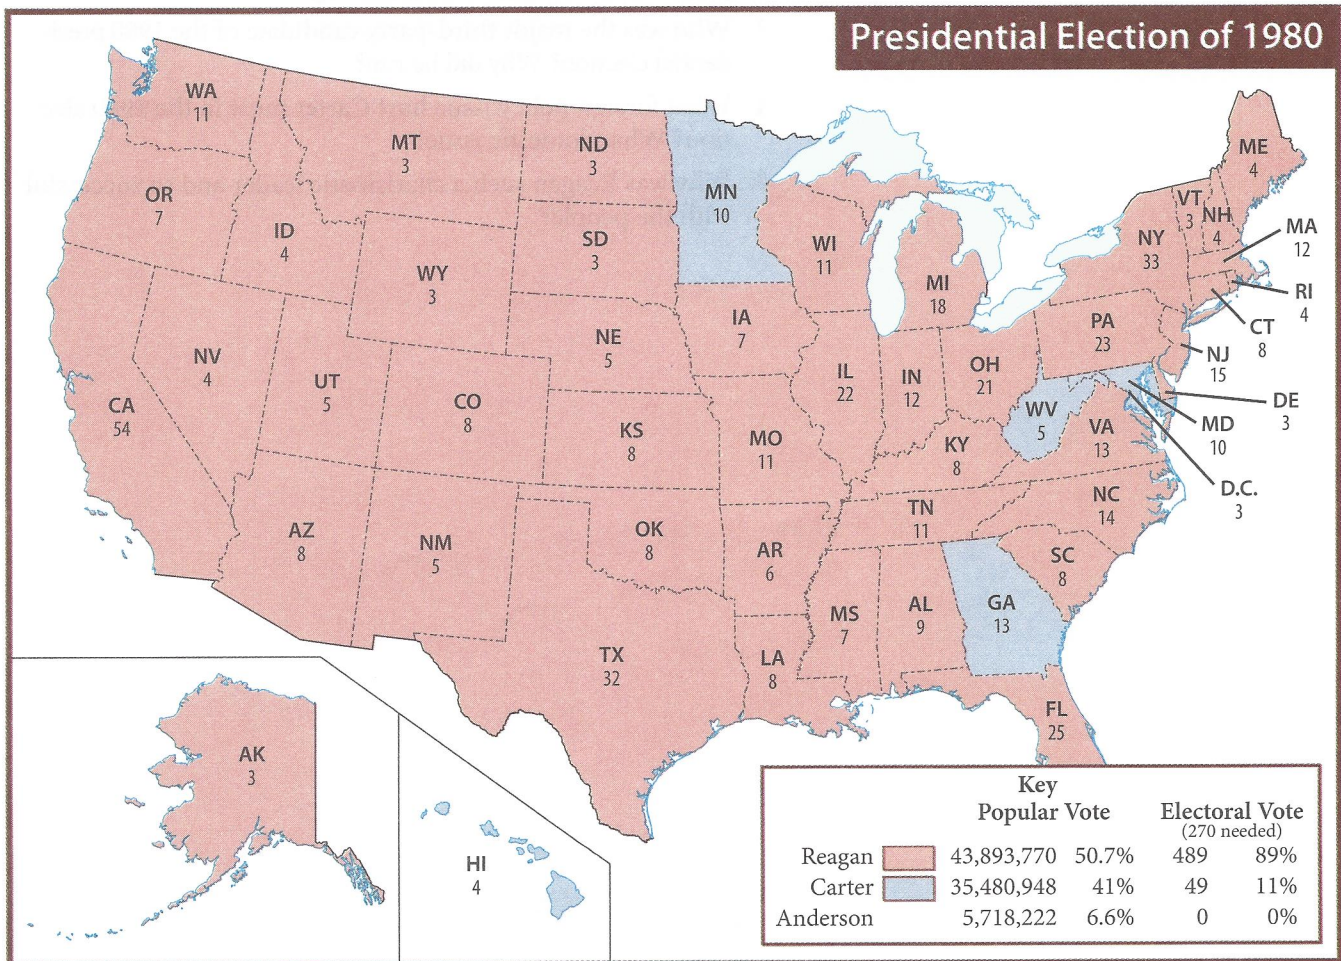 Presidential Election of 1980
WA
11
OR
7
ID
4
MT
3
ND
3
MN
10
SD
3
WY
3
WI
11
MI
18
NY
33
VT
3
NH
4
ME
4
MA
12
RI
4
CT
8
NJ
15
DE
3
MD
10
D.C.
3
PA
23
NV
4
UT
5
CO
8
NE
5
IA
7
IL
22
IN
12
OH
21
WV
5
VA
13
CA
54
KS
8
MO
11
KY
8
NC
14
TN
11
AZ
8
NM
5
OK
8
AR
6
SC
8
MS
7
AL
9
GA
13
TX
32
LA
8
FL
25
AK
3
HI
4
Key
Popular Vote Electoral Vote
(270 needed)
Reagan 43,893,770 50.7% 489 89%
Carter 35,480,948 41% 49 11%
Anderson 5,718,222 6.6% 0 0%